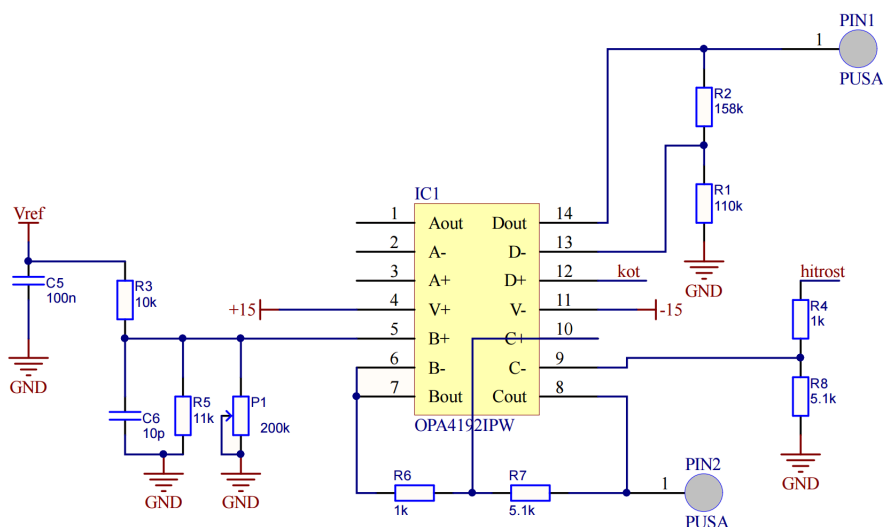 PIN1
1
PUSA
R2
158k
R1
110k
GND
IC1
1 Aout Dout 14
2 A- D- 13
3 A+ D+ 12 kot
4 V+ V- 11
5 B+ C+ 10
6 B- C- 9
7 Bout Cout 8
OPA4192IPW
+15
-15
Vref
C5
100n
GND
R3
10k
C6
10p
R5
11k
P1
200k
GND
GND
hitrost
R4
1k
R8
5.1k
GND
R6
1k
R7
5.1k
1
PIN2
PUSA